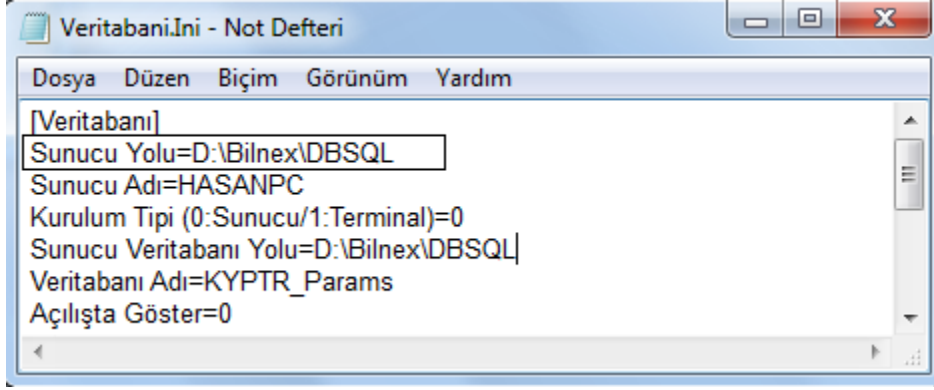 Veritabani.Ini - Not Defteri
Dosya Düzen Biçim Görünüm Yardım
[Veritabanı]
Sunucu Yolu=D:\Bilnex\DBSQL
Sunucu Adı=HASANPC
Kurulum Tipi (0:Sunucu/1:Terminal)=0
Sunucu Veritabanı Yolu=D:\Bilnex\DBSQL
Veritabanı Adı=KYPTR_Params
Açılışta Göster=0